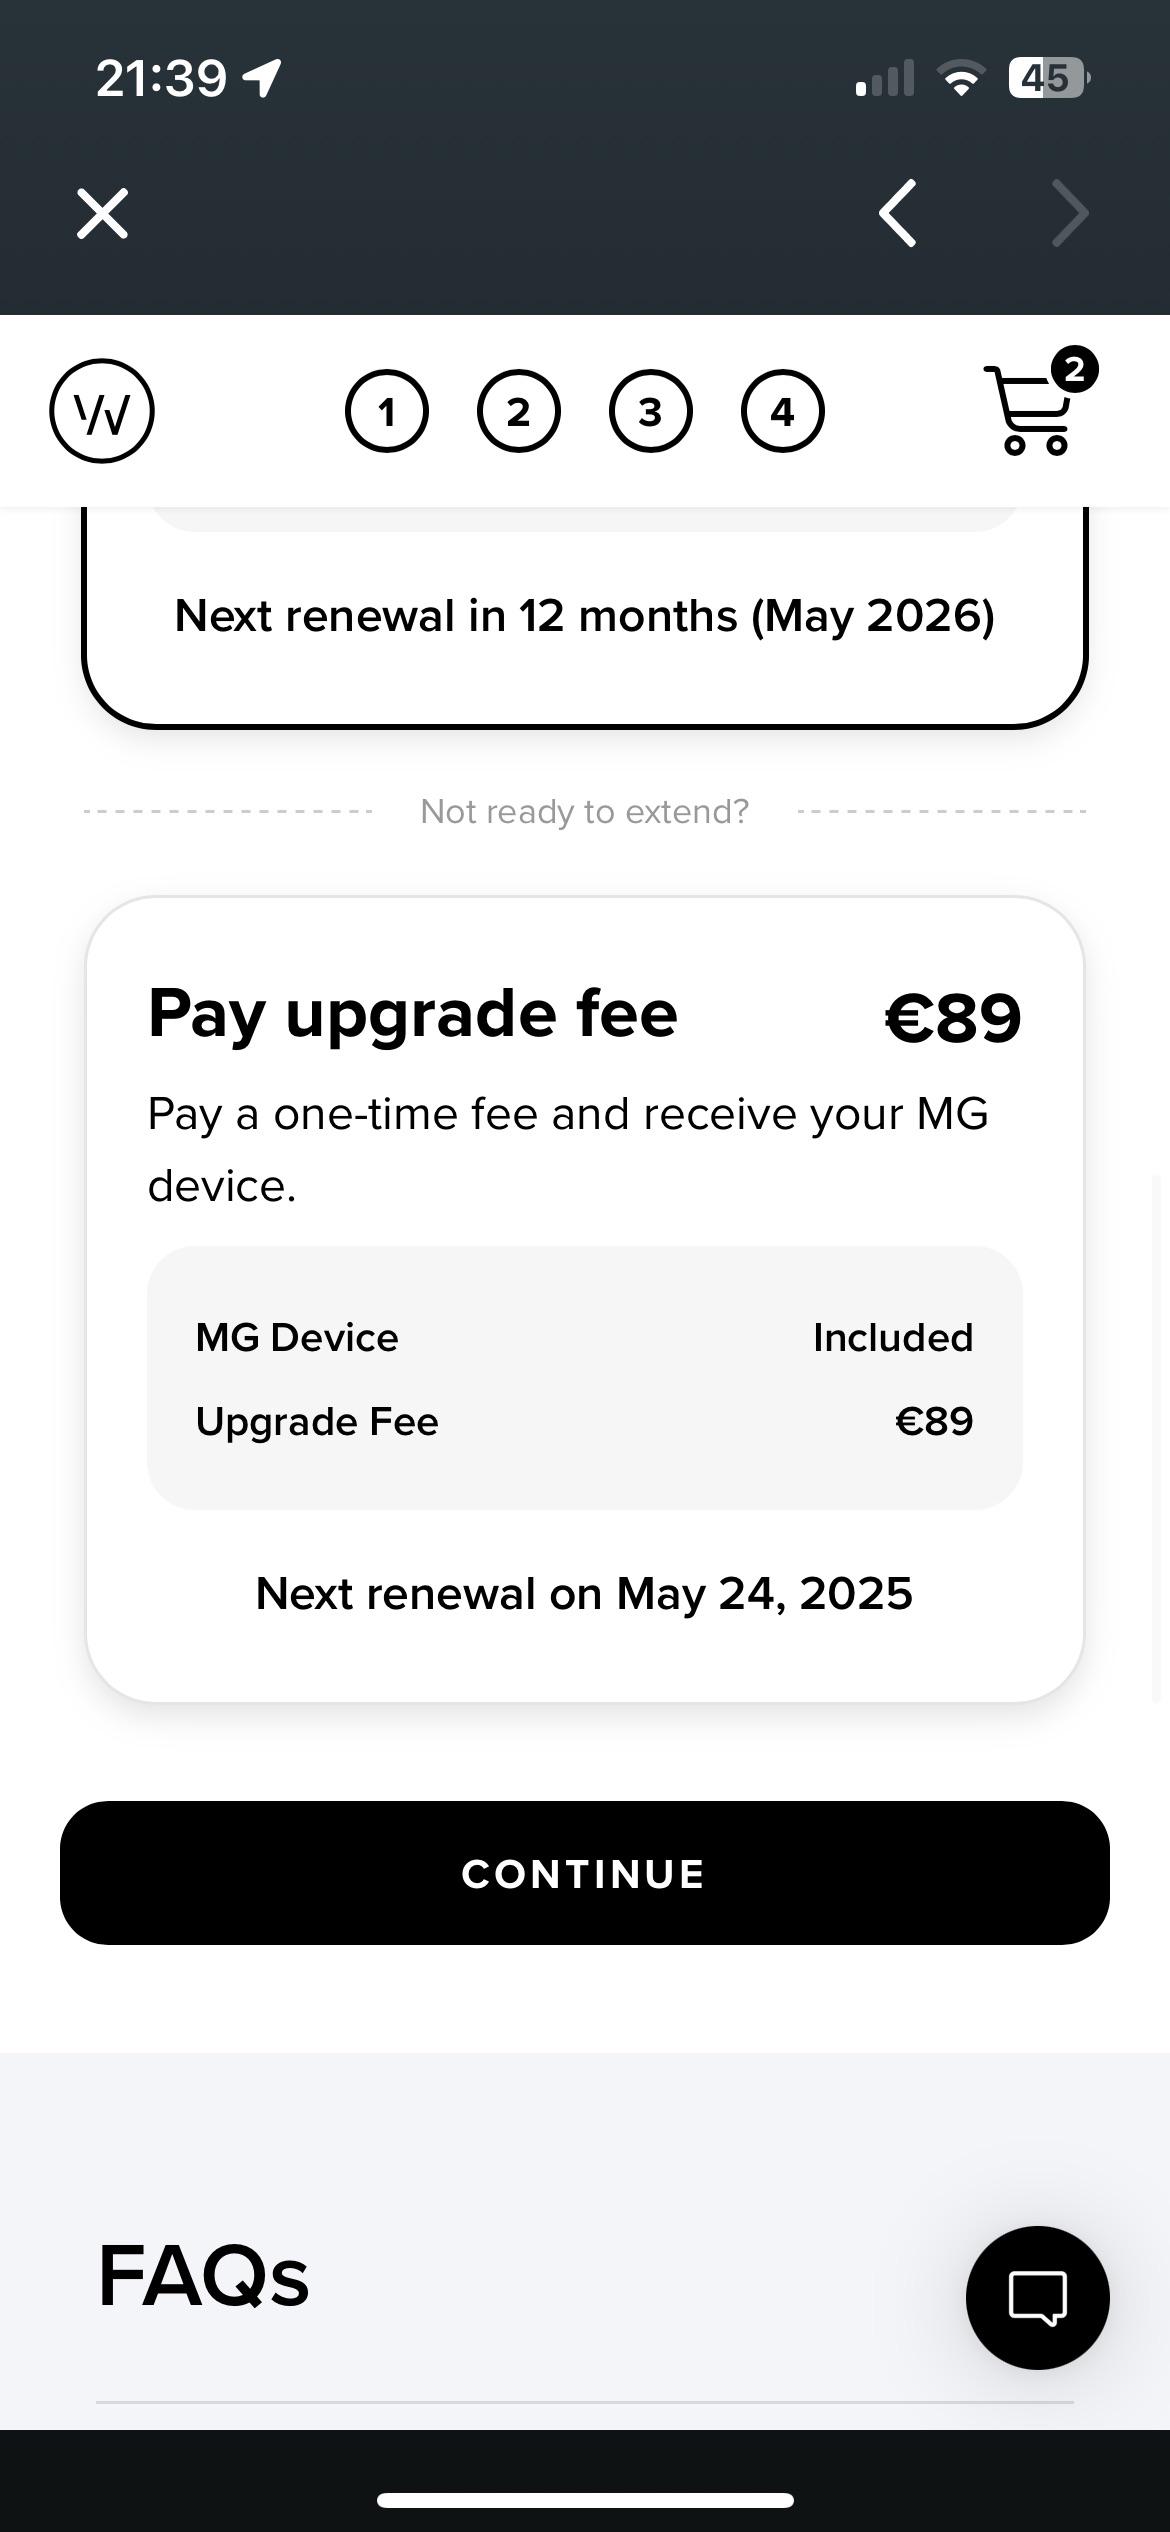 21:39
45
W
1 2 3 4
2
Next renewal in 12 months (May 2026)
Not ready to extend?
Pay upgrade fee €89
Pay a one-time fee and receive your MG
device.
MG Device Included
Upgrade Fee €89
Next renewal on May 24, 2025
CONTINUE
FAQs